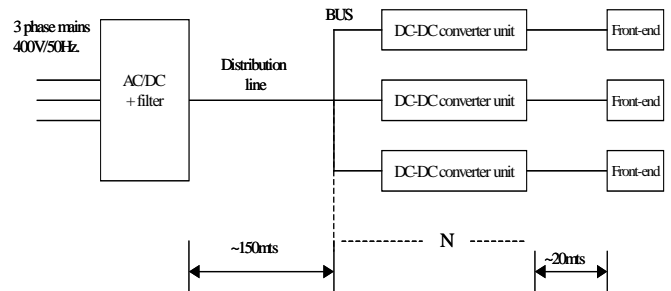 3 phase mains
400V/50Hz.
AC/DC
+ filter
Distribution
line
BUS
DC-DC converter unit
Front-end
DC-DC converter unit
Front-end
DC-DC converter unit
Front-end
~150mts
N
~20mts